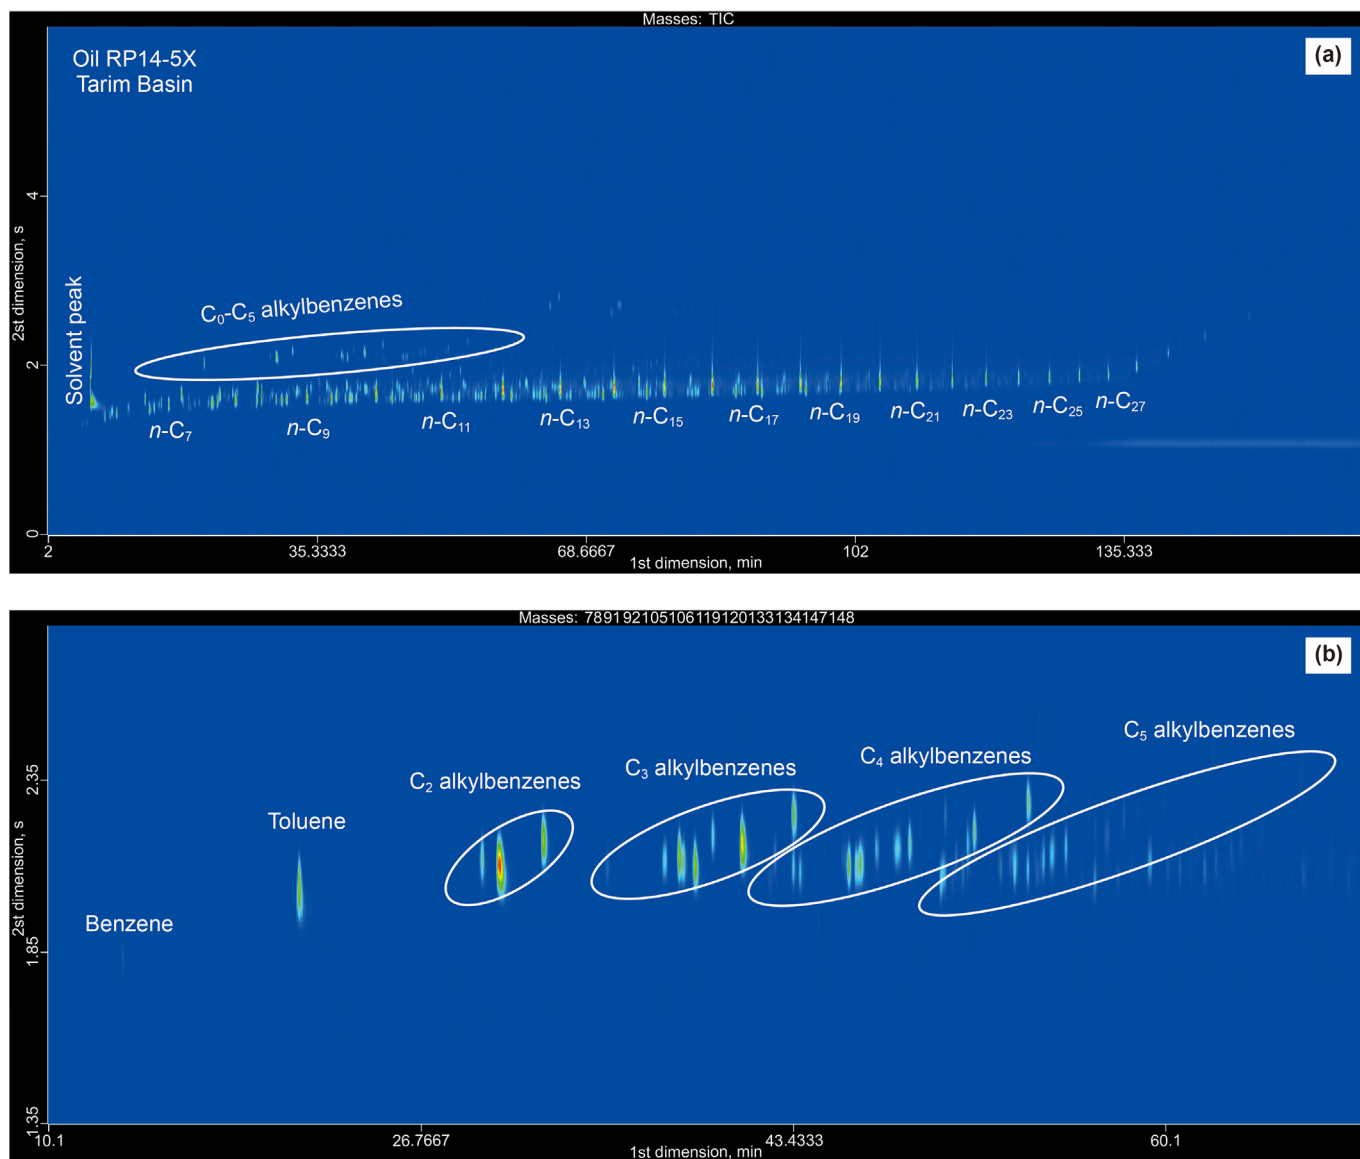 Masses: TIC
Oil RP14-5X
Tarim Basin
(a)
2st dimension, s
4
2
0
Solvent peak
C₀-C₅ alkylbenzenes
n-C₇
n-C₉
n-C₁₁
n-C₁₃
n-C₁₅
n-C₁₇
n-C₁₉
n-C₂₁
n-C₂₃
n-C₂₅
n-C₂₇
2
35.3333
68.6667
102
135.333
1st dimension, min
Masses: 789192105106119120133134147148
(b)
2st dimension, s
2.35
1.85
1.35
Benzene
Toluene
C₂ alkylbenzenes
C₃ alkylbenzenes
C₄ alkylbenzenes
C₅ alkylbenzenes
10.1
26.7667
43.4333
60.1
1st dimension, min